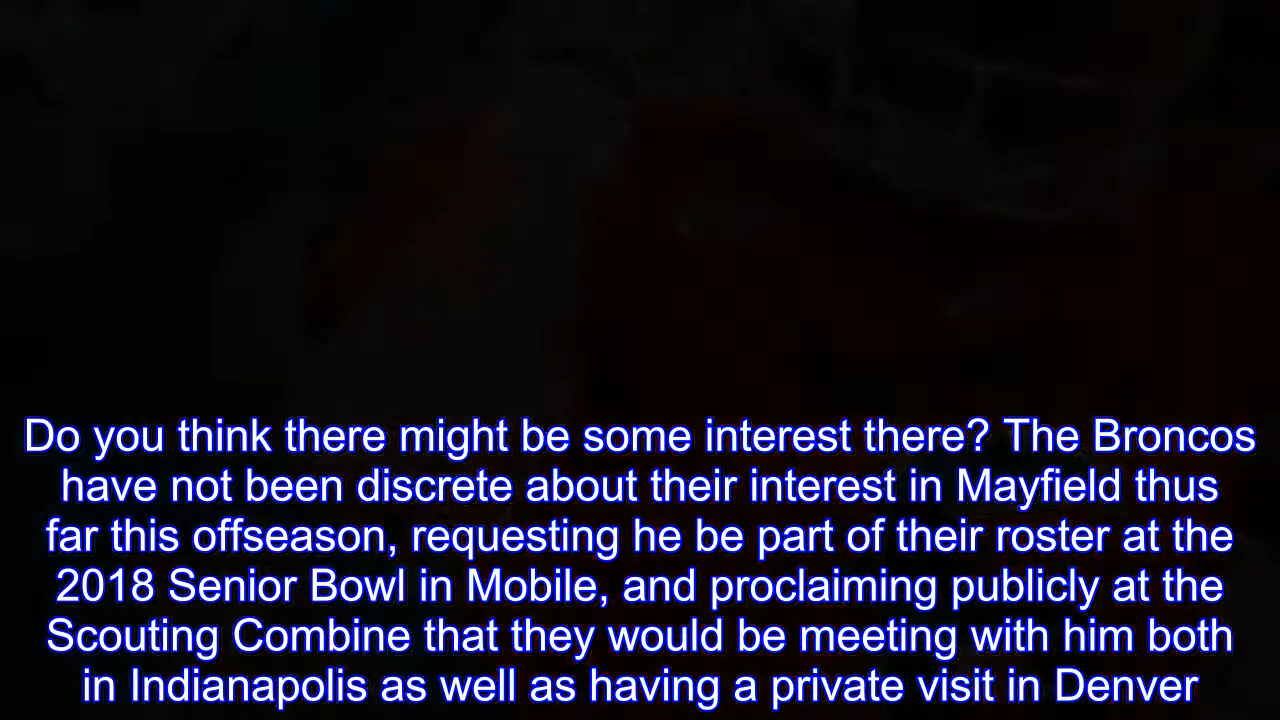 Do you think there might be some interest there? The Broncos
have not been discrete about their interest in Mayfield thus
far this offseason, requesting he be part of their roster at the
2018 Senior Bowl in Mobile, and proclaiming publicly at the
Scouting Combine that they would be meeting with him both
in Indianapolis as well as having a private visit in Denver